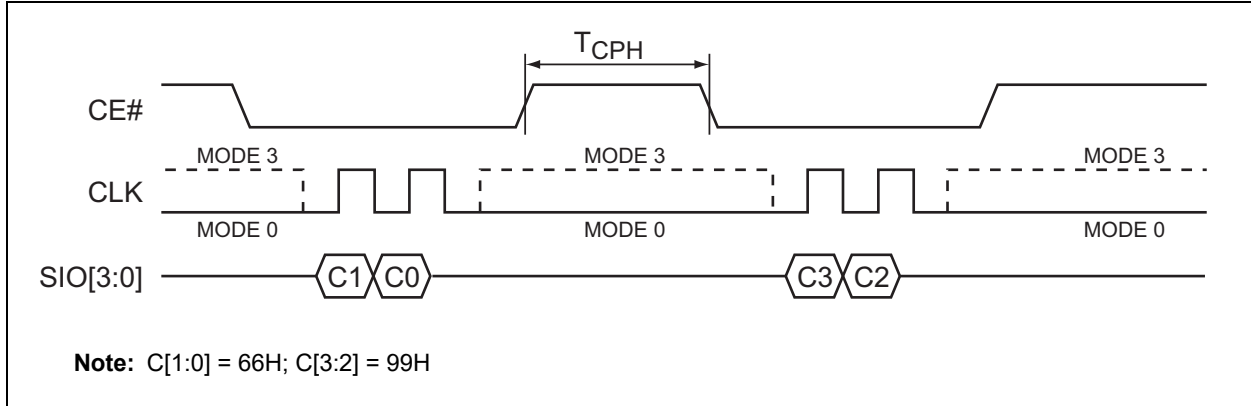 TCPH
CE#
MODE 3 MODE 3 MODE 3
CLK
MODE 0 MODE 0 MODE 0
SIO[3:0] C1 C0 C3 C2
Note: C[1:0] = 66H; C[3:2] = 99H